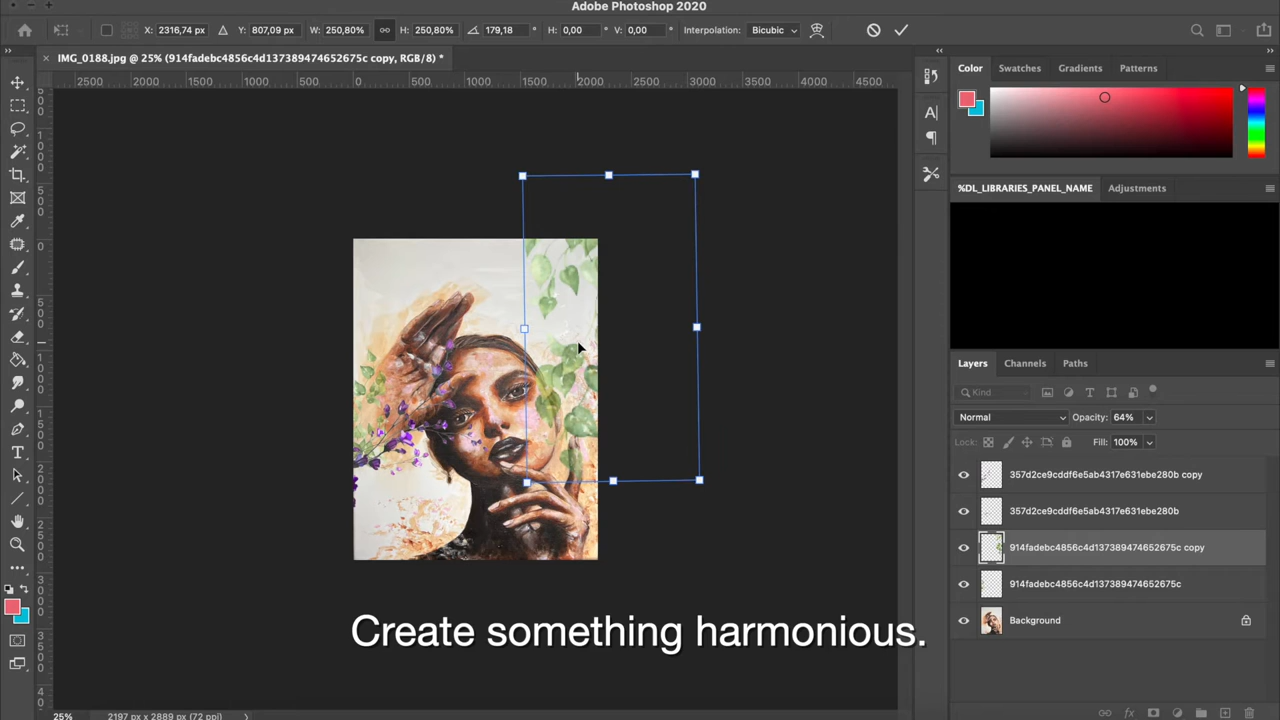 Adobe Photoshop 2020
X: 2316,74 px Y: 807,09 px W: 250,80% H: 250,80% 179,18 H: 0,00 V: 0,00 Interpolation: Bicubic
IMG_0188.jpg @ 25% (914fadebc4856c4d137389474652675c copy, RGB/8) *
2500 2000 1500 1000 500 0 500 1000 1500 2000 2500 3000 3500 4000 4500
Color Swatches Gradients Patterns
%DL_LIBRARIES_PANEL_NAME Adjustments
Layers Channels Paths
Kind
Normal Opacity: 64%
Lock: Fill: 100%
357d2ce9cddf6e5ab4317e631ebe280b copy
357d2ce9cddf6e5ab4317e631ebe280b
914fadebc4856c4d137389474652675c copy
914fadebc4856c4d137389474652675c
Background
Create something harmonious.
25% 2197 px x 2889 px (72 ppi)